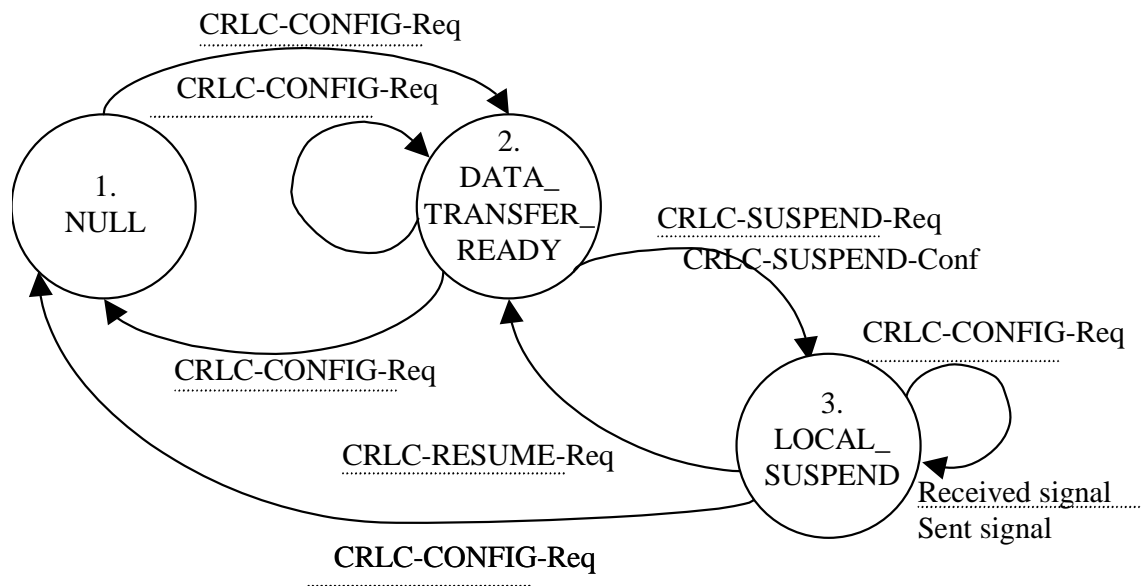 CRLC-CONFIG-Req
CRLC-CONFIG-Req
1.
NULL
2.
DATA_
TRANSFER_
READY
CRLC-SUSPEND-Req
CRLC-SUSPEND-Conf
CRLC-CONFIG-Req
CRLC-CONFIG-Req
3.
LOCAL_
SUSPEND
CRLC-RESUME-Req
Received signal
Sent signal
CRLC-CONFIG-Req